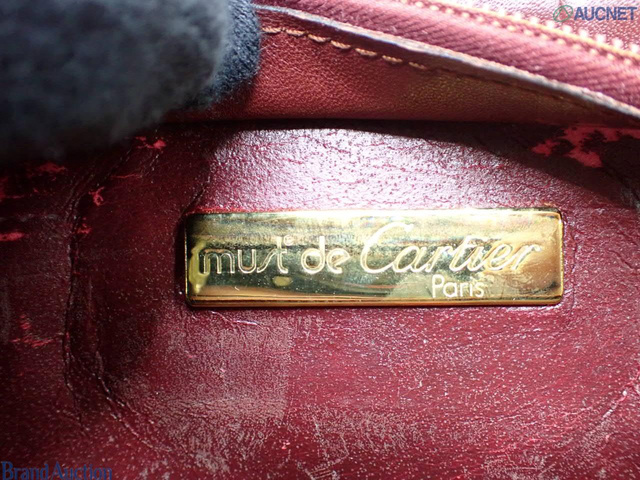 AUCNET
must de Cartier
Paris
Brand Auction